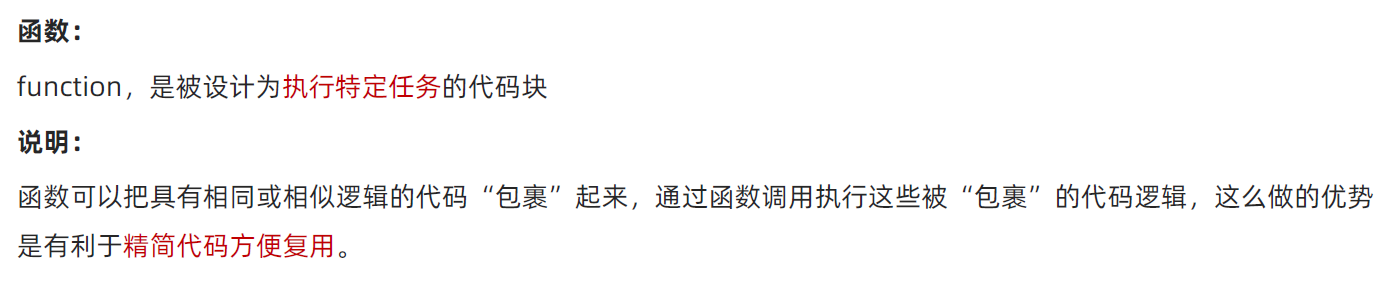 函数：
function，是被设计为执行特定任务的代码块
说明：
函数可以把具有相同或相似逻辑的代码“包裹”起来，通过函数调用执行这些被“包裹”的代码逻辑，这么做的优势
是有利于精简代码方便复用。